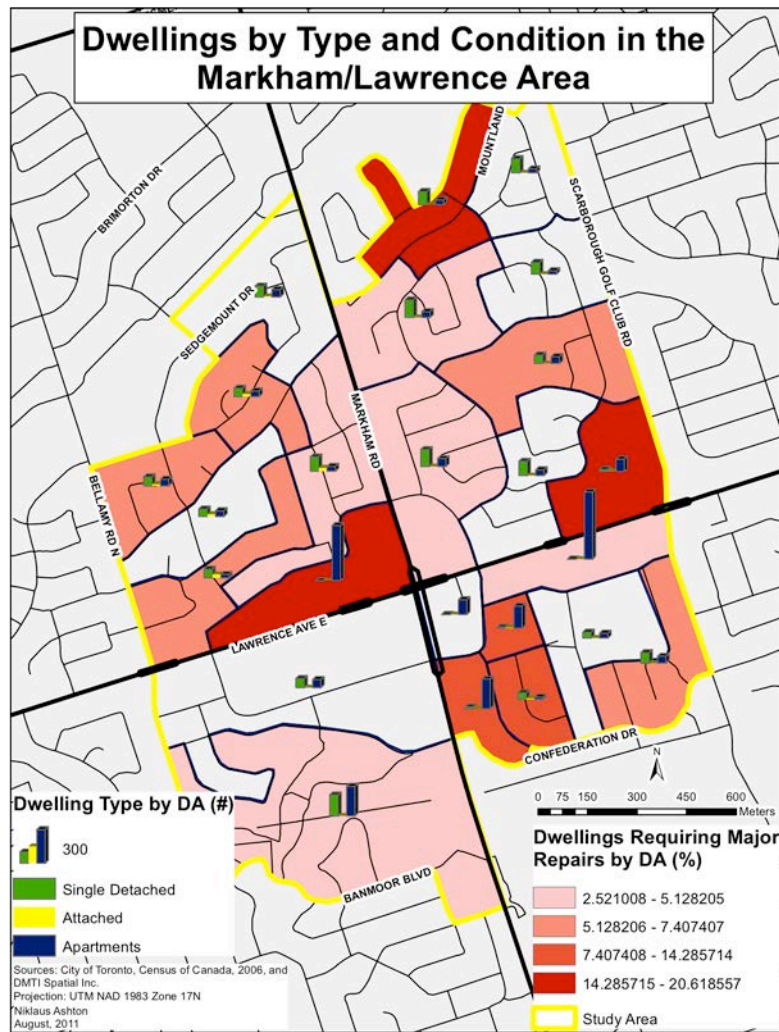 Dwellings by Type and Condition in the
Markham/Lawrence Area
MOUNTLAND
BRIMORTON DR
SCARBOROUGH GOLF CLUB RD
SEDGEMOUNT DR
MARKHAM RD
BELLAMY RD N
LAWRENCE AVE E
CONFEDERATION DR
N
0 75 150 300 450 600
Meters
BANMOOR BLVD
Dwelling Type by DA (#)
300
Single Detached
Attached
Apartments
Sources: City of Toronto, Census of Canada, 2006, and
DMTI Spatial Inc.
Projection: UTM NAD 1983 Zone 17N
Niklaus Ashton
August, 2011
Dwellings Requiring Major
Repairs by DA (%)
2.521008 - 5.128205
5.128206 - 7.407407
7.407408 - 14.285714
14.285715 - 20.618557
Study Area